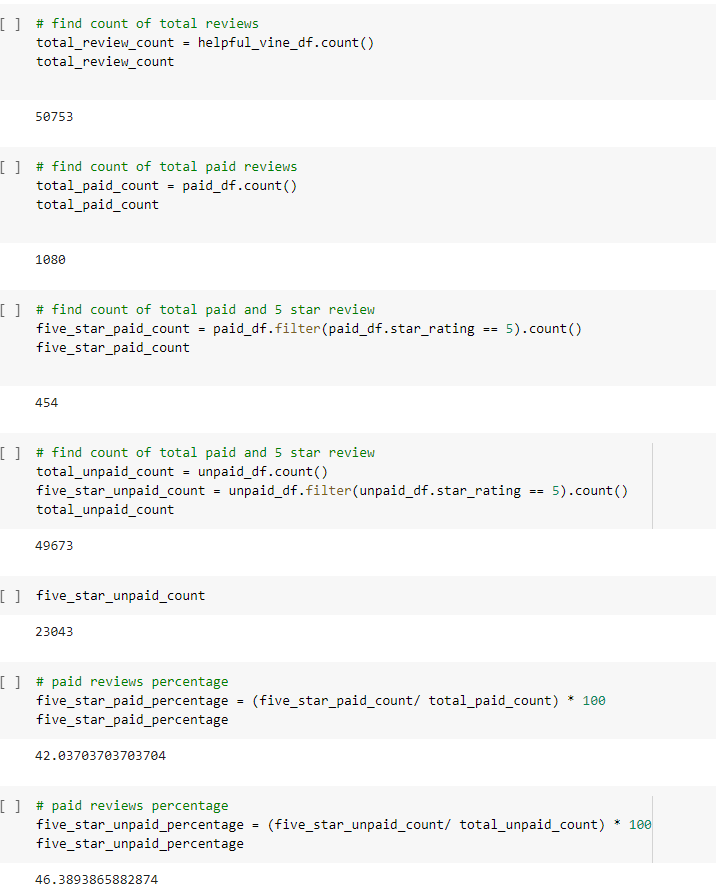 [ ] # find count of total reviews
total_review_count = helpful_vine_df.count()
total_review_count
50753
[ ] # find count of total paid reviews
total_paid_count = paid_df.count()
total_paid_count
1080
[ ] # find count of total paid and 5 star review
five_star_paid_count = paid_df.filter(paid_df.star_rating == 5).count()
five_star_paid_count
454
[ ] # find count of total paid and 5 star review
total_unpaid_count = unpaid_df.count()
five_star_unpaid_count = unpaid_df.filter(unpaid_df.star_rating == 5).count()
total_unpaid_count
49673
[ ] five_star_unpaid_count
23043
[ ] # paid reviews percentage
five_star_paid_percentage = (five_star_paid_count/ total_paid_count) * 100
five_star_paid_percentage
42.03703703703704
[ ] # paid reviews percentage
five_star_unpaid_percentage = (five_star_unpaid_count/ total_unpaid_count) * 100
five_star_unpaid_percentage
46.3893865882874